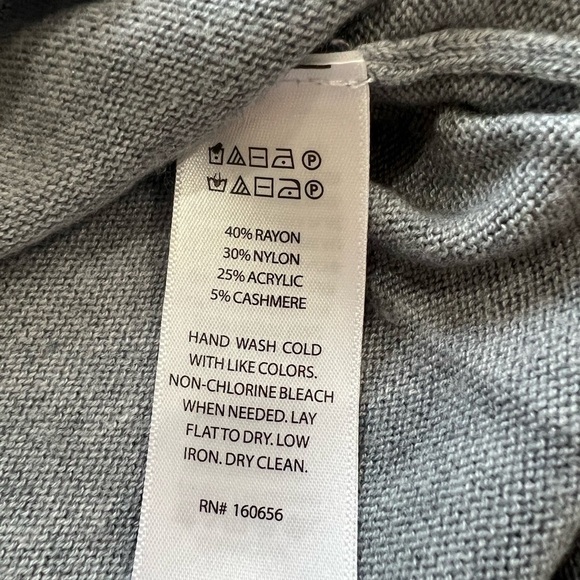 P
P
40% RAYON
30% NYLON
25% ACRYLIC
5% CASHMERE
HAND WASH COLD
WITH LIKE COLORS.
NON-CHLORINE BLEACH
WHEN NEEDED. LAY
FLAT TO DRY. LOW
IRON. DRY CLEAN.
RN# 160656